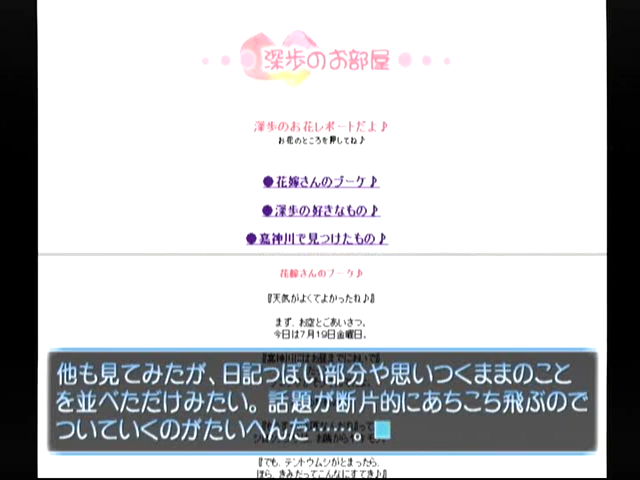 深歩のお部屋
深歩のお花レポートだよ♪
お花のところを押してね♪
●花嫁さんのブーケ♪
●深歩の好きなもの♪
●高神川で見つけたもの♪
花嫁さんのブーケ♪
『天気がよくてよかったね♪』
まず、お空とごあいさつ。
今日は7月19日金曜日。
他も見てみたが、日記っぽい部分や思いつくままのこと
を並べただけみたい。話題が断片的にあちこち飛ぶので
ついていくのがたいへんだ……。
『でも、テントウムシがとまったら、
ほら、きみだってこんなにすてき♪』